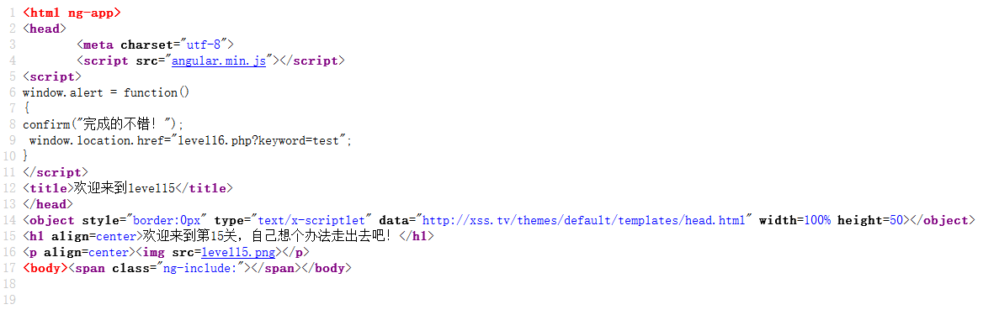 1 <html ng-app>
2 <head>
3         <meta charset="utf-8">
4         <script src="angular.min.js"></script>
5 <script>
6 window.alert = function()
7 {
8 confirm("完成的不错！");
9  window.location.href="level16.php?keyword=test";
10 }
11 </script>
12 <title>欢迎来到level15</title>
13 </head>
14 <object style="border:0px" type="text/x-scriptlet" data="http://xss.tv/themes/default/templates/head.html" width=100% height=50></object>
15 <h1 align=center>欢迎来到第15关，自己想个办法走出去吧！</h1>
16 <p align=center><img src=level15.png></p>
17 <body><span class="ng-include:"></span></body>
18
19